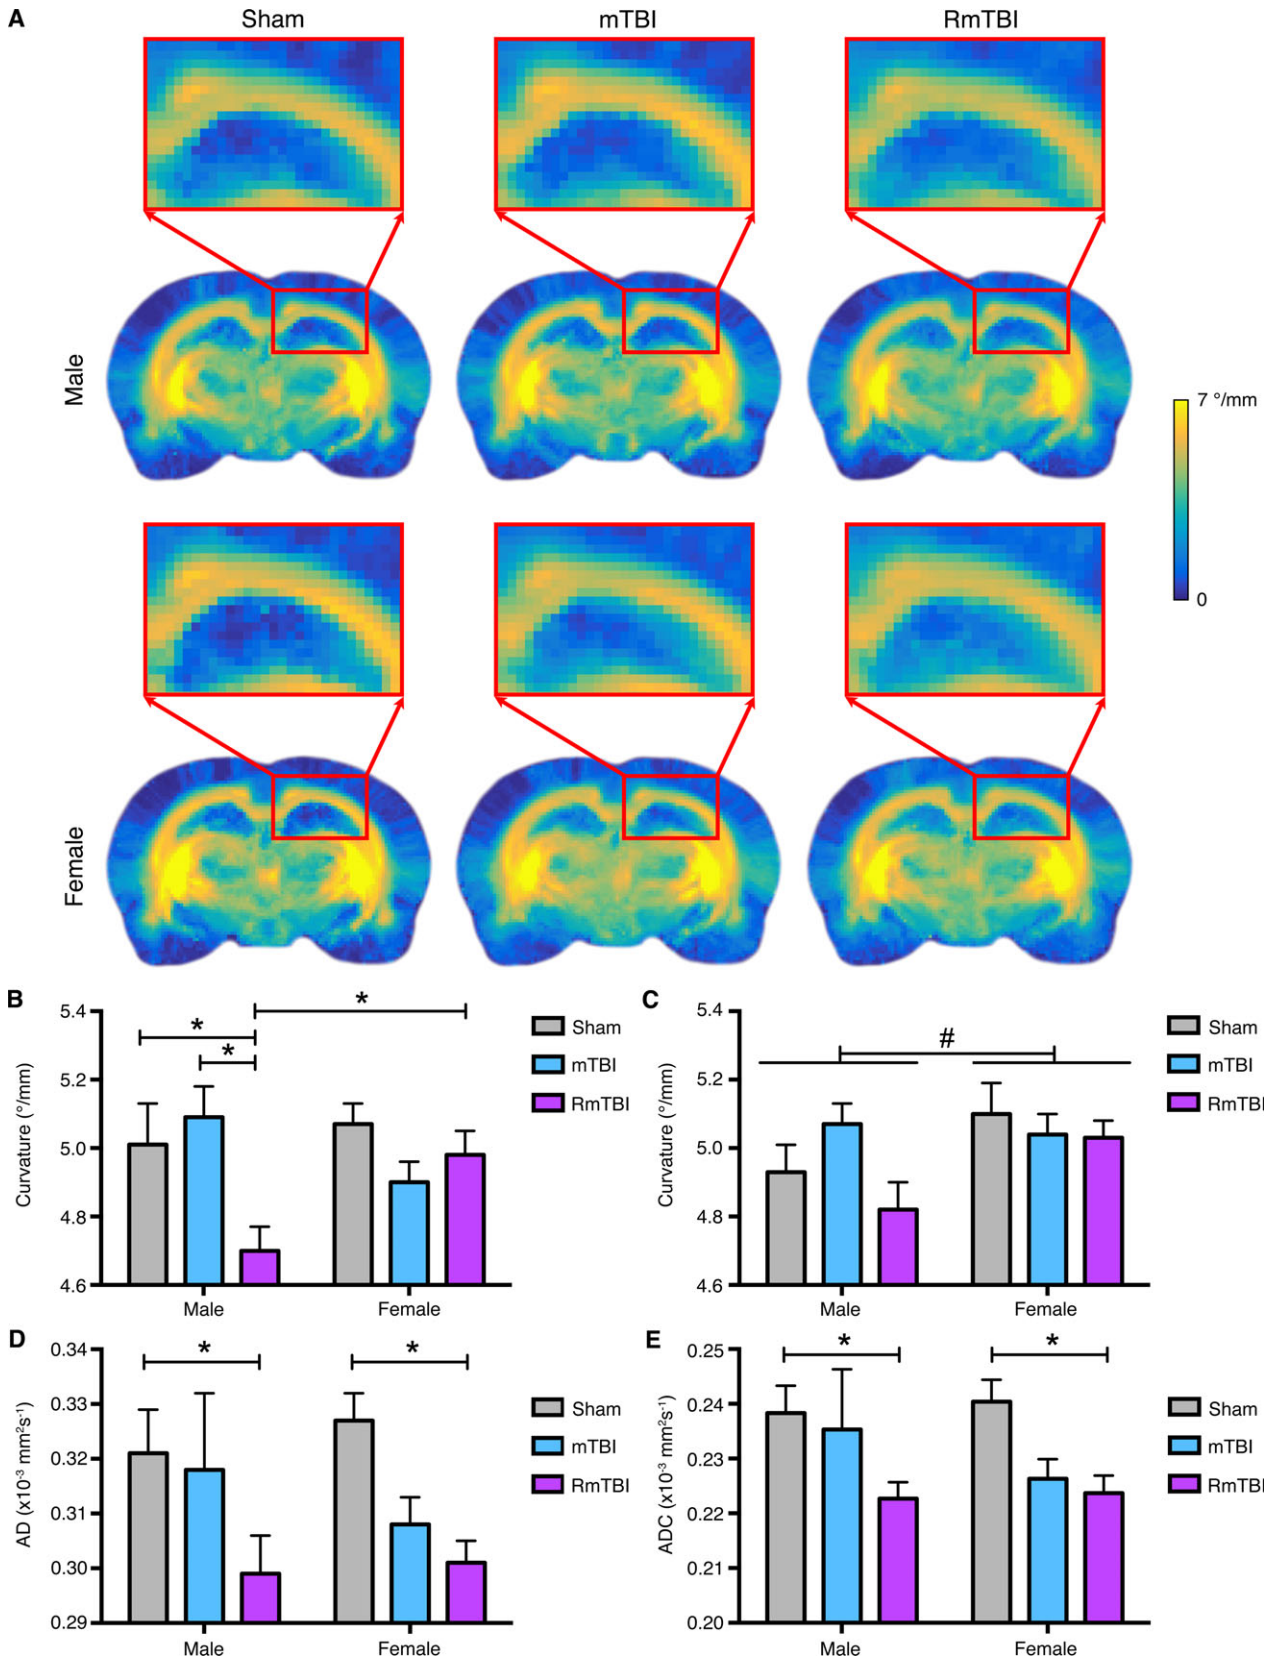 A
Sham
mTBI
RmTBI
Male
7 °/mm
0
Female
B
Curvature (°/mm)
5.4
5.2
5.0
4.8
4.6
*
*
*
Male
Female
Sham
mTBI
RmTBI
C
Curvature (°/mm)
5.4
5.2
5.0
4.8
4.6
#
Male
Female
Sham
mTBI
RmTBI
D
AD (x10⁻³ mm²s⁻¹)
0.34
0.33
0.32
0.31
0.30
0.29
*
*
Male
Female
Sham
mTBI
RmTBI
E
ADC (x10⁻³ mm²s⁻¹)
0.25
0.24
0.23
0.22
0.21
0.20
*
*
Male
Female
Sham
mTBI
RmTBI